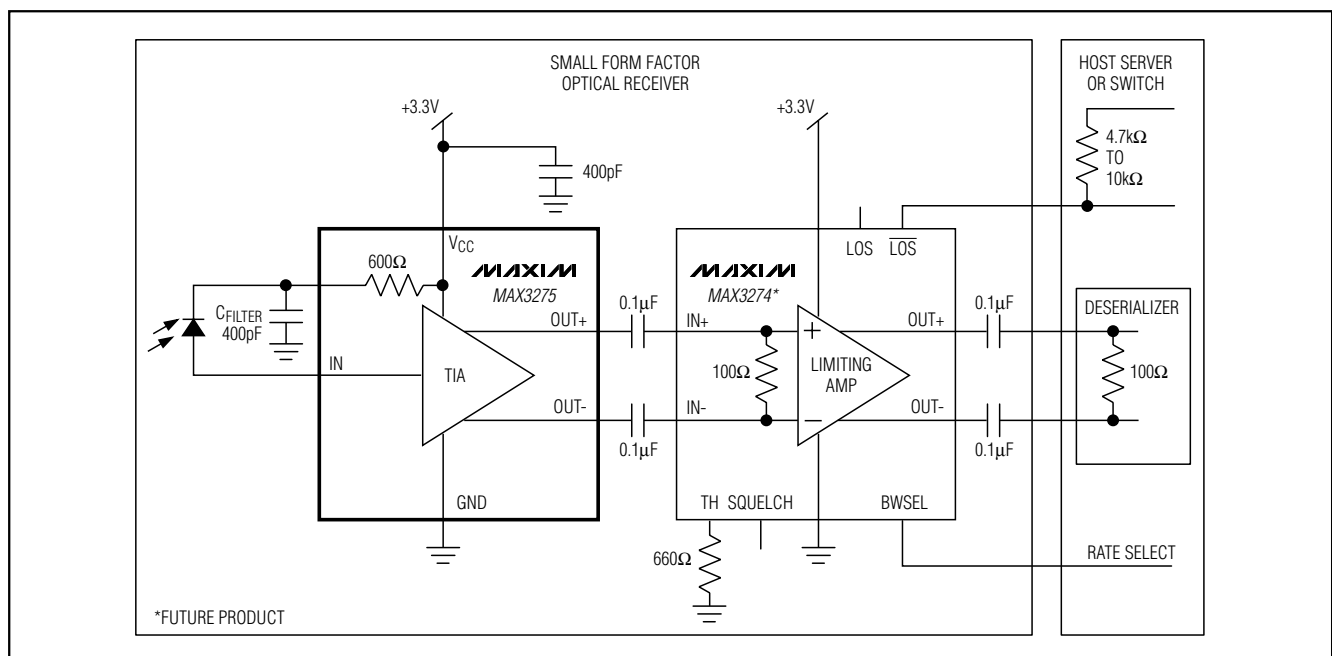 SMALL FORM FACTOR
OPTICAL RECEIVER
HOST SERVER
OR SWITCH
+3.3V
+3.3V
4.7kΩ
TO
10kΩ
400pF
LOS
LOS
VCC
600Ω
MAXIM
MAX3275
MAXIM
MAX3274*
CFILTER
400pF
0.1μF
0.1μF
DESERIALIZER
OUT+
IN+
+
OUT+
IN
TIA
100Ω
LIMITING
AMP
100Ω
OUT-
IN-
−
OUT-
0.1μF
0.1μF
GND
TH
SQUELCH
BWSEL
660Ω
RATE SELECT
*FUTURE PRODUCT